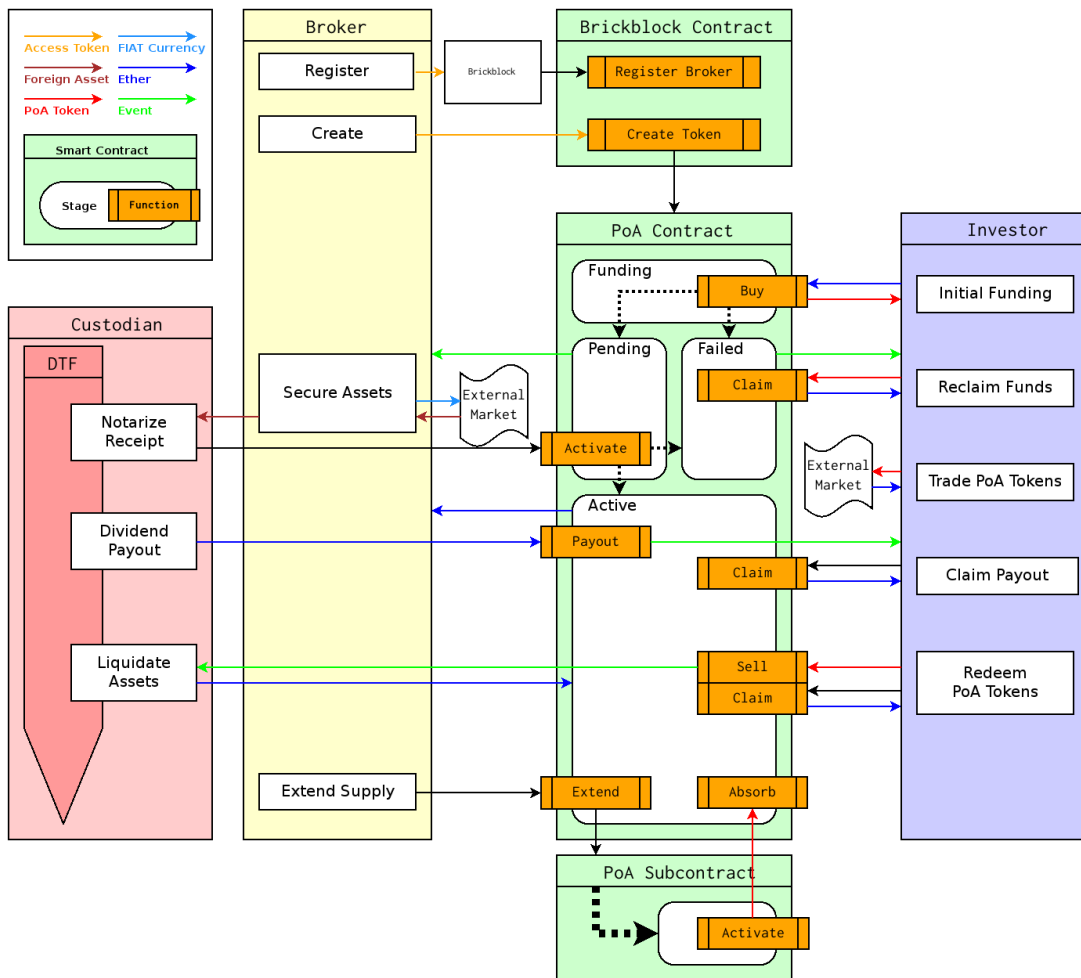 Access Token
FIAT Currency
Foreign Asset
Ether
PoA Token
Event
Smart Contract
Stage
Function
Broker
Register
Brickblock
Create
Brickblock Contract
Register Broker
Create Token
PoA Contract
Funding
Buy
Pending
Failed
Claim
Activate
Active
Payout
Claim
Sell
Claim
Extend
Absorb
Investor
Initial Funding
Reclaim Funds
External
Market
Trade PoA Tokens
Claim Payout
Redeem
PoA Tokens
Custodian
DTF
Notarize
Receipt
Dividend
Payout
Liquidate
Assets
Secure Assets
External
Market
Extend Supply
PoA Subcontract
Activate